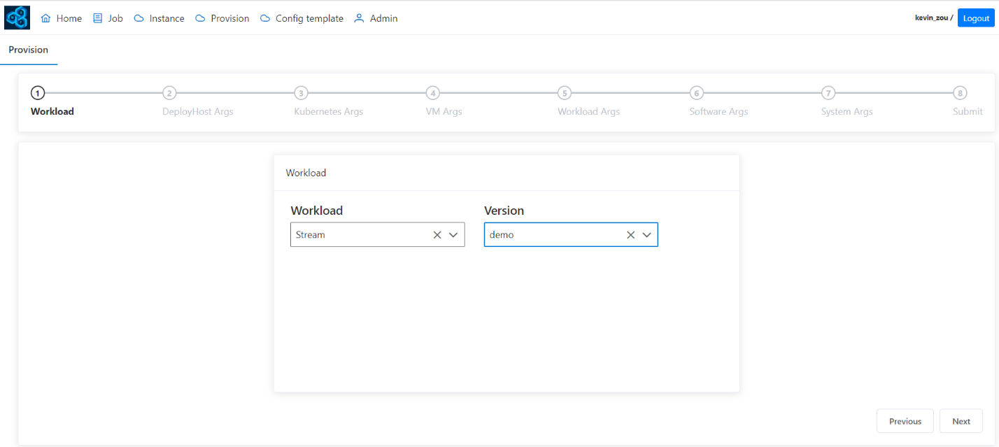 Home Job Instance Provision Config template Admin kevin_zou / Logout
Provision
1 2 3 4 5 6 7 8
Workload DeployHost Args Kubernetes Args VM Args Workload Args Software Args System Args Submit
Workload
Workload Version
Stream demo
Previous Next